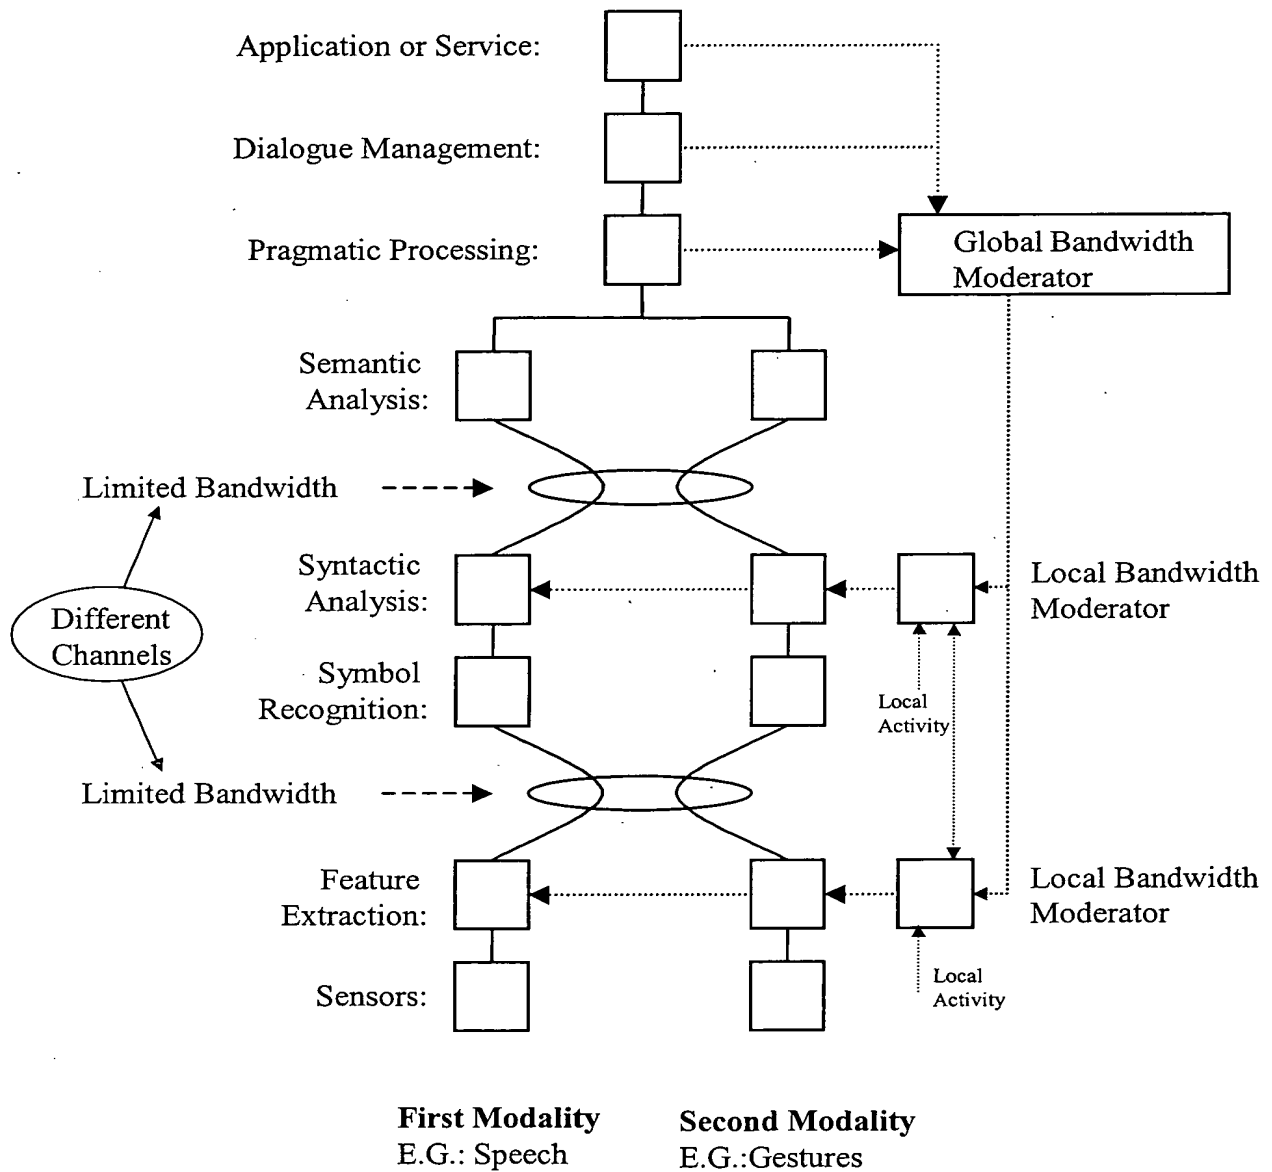 Application or Service:
Dialogue Management:
Pragmatic Processing:
Global Bandwidth
Moderator
Semantic
Analysis:
Limited Bandwidth
Different
Channels
Syntactic
Analysis:
Local Bandwidth
Moderator
Symbol
Recognition:
Local
Activity
Limited Bandwidth
Feature
Extraction:
Local Bandwidth
Moderator
Local
Activity
Sensors:
First Modality
E.G.: Speech
Second Modality
E.G.:Gestures